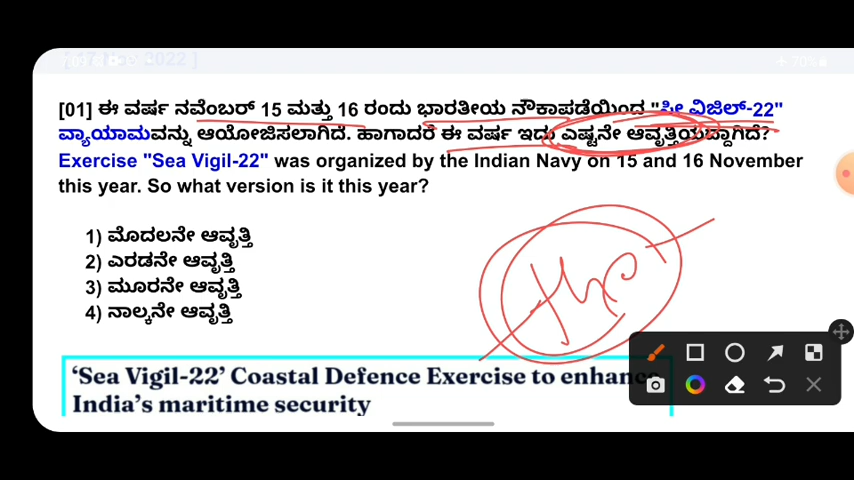 [01] ಈ ವರ್ಷ ನವೆಂಬರ್ 15 ಮತ್ತು 16 ರಂದು ಭಾರತೀಯ ನೌಕಾಪಡೆಯಿಂದ "ಸೀ ವಿಜಿಲ್-22"
ವ್ಯಾಯಾಮವನ್ನು ಆಯೋಜಿಸಲಾಗಿದೆ. ಹಾಗಾದರೆ ಈ ವರ್ಷ ಇದು ಎಷ್ಟನೇ ಆವೃತ್ತಿಯದ್ದಾಗಿದೆ?
Exercise "Sea Vigil-22" was organized by the Indian Navy on 15 and 16 November
this year. So what version is it this year?
1) ಮೊದಲನೇ ಆವೃತ್ತಿ
2) ಎರಡನೇ ಆವೃತ್ತಿ
3) ಮೂರನೇ ಆವೃತ್ತಿ
4) ನಾಲ್ಕನೇ ಆವೃತ್ತಿ
‘Sea Vigil-22’ Coastal Defence Exercise to enhance
India’s maritime security